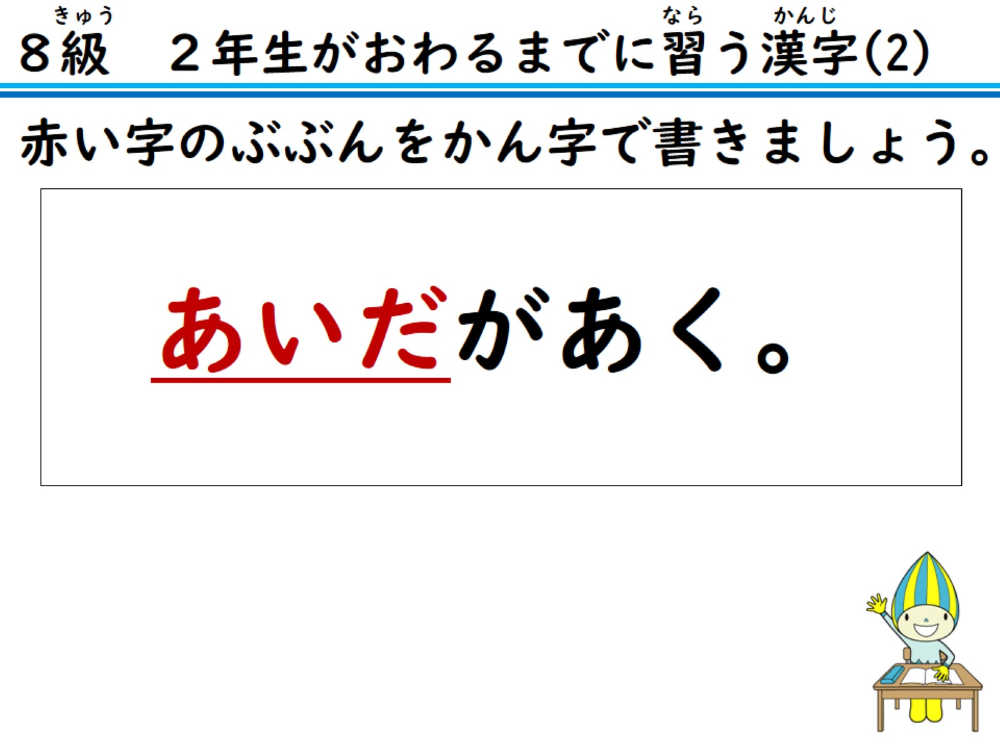 きゅう なら かんじ
８級　２年生がおわるまでに習う漢字(2)
赤い字のぶぶんをかん字で書きましょう。
あいだがあく。